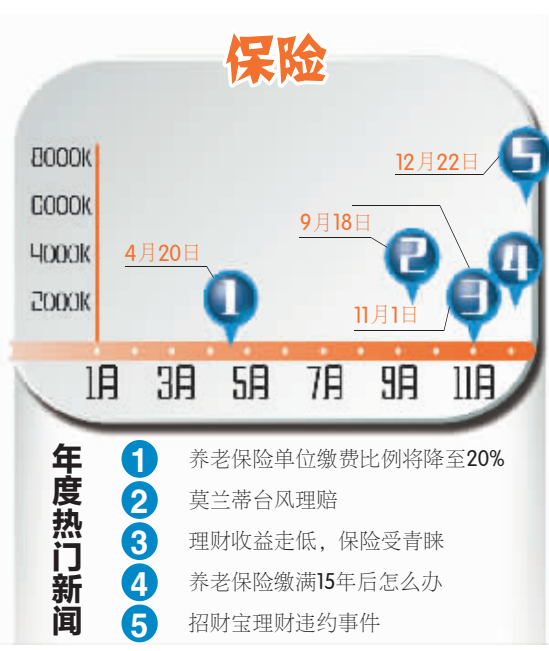 保险
8000K
6000K
4000K
2000K
12月22日
9月18日
4月20日
11月1日
5
2
4
1
3
1月 3月 5月 7月 9月 11月
年度热门新闻
1 养老保险单位缴费比例将降至20%
2 莫兰蒂台风理赔
3 理财收益走低，保险受青睐
4 养老保险缴满15年后怎么办
5 招财宝理财违约事件